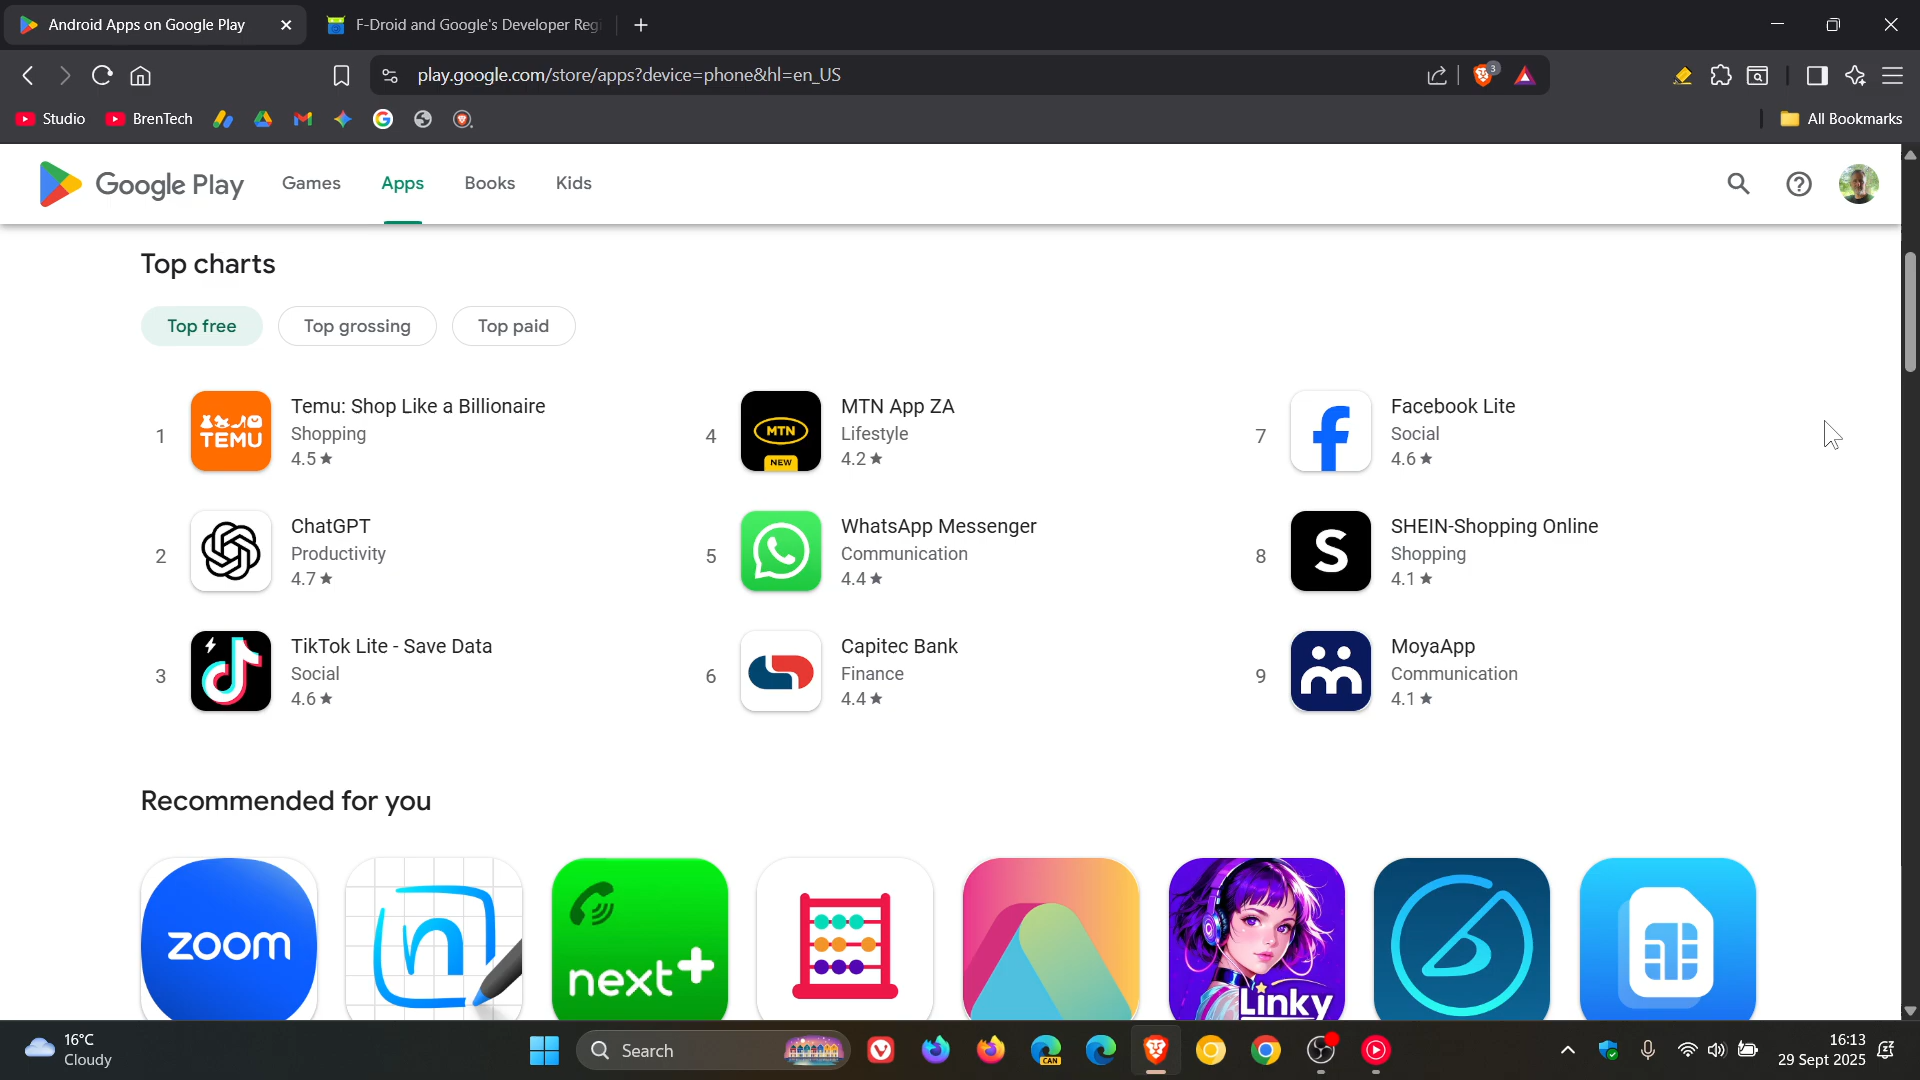 Android Apps on Google Play
F-Droid and Google's Developer Reg
play.google.com/store/apps?device=phone&hl=en_US
3
Studio
BrenTech
All Bookmarks
Google Play
Games
Apps
Books
Kids
Top charts
Top free
Top grossing
Top paid
1
TEMU
Temu: Shop Like a Billionaire
Shopping
4.5★
2
ChatGPT
Productivity
4.7★
3
TikTok Lite - Save Data
Social
4.6★
4
MTN
NEW
MTN App ZA
Lifestyle
4.2★
5
WhatsApp Messenger
Communication
4.4★
6
Capitec Bank
Finance
4.4★
7
Facebook Lite
Social
4.6★
8
S
SHEIN-Shopping Online
Shopping
4.1★
9
MoyaApp
Communication
4.1★
Recommended for you
zoom
n
next+
Linky
16°C
Cloudy
Search
CAN
16:13
29 Sept 2025